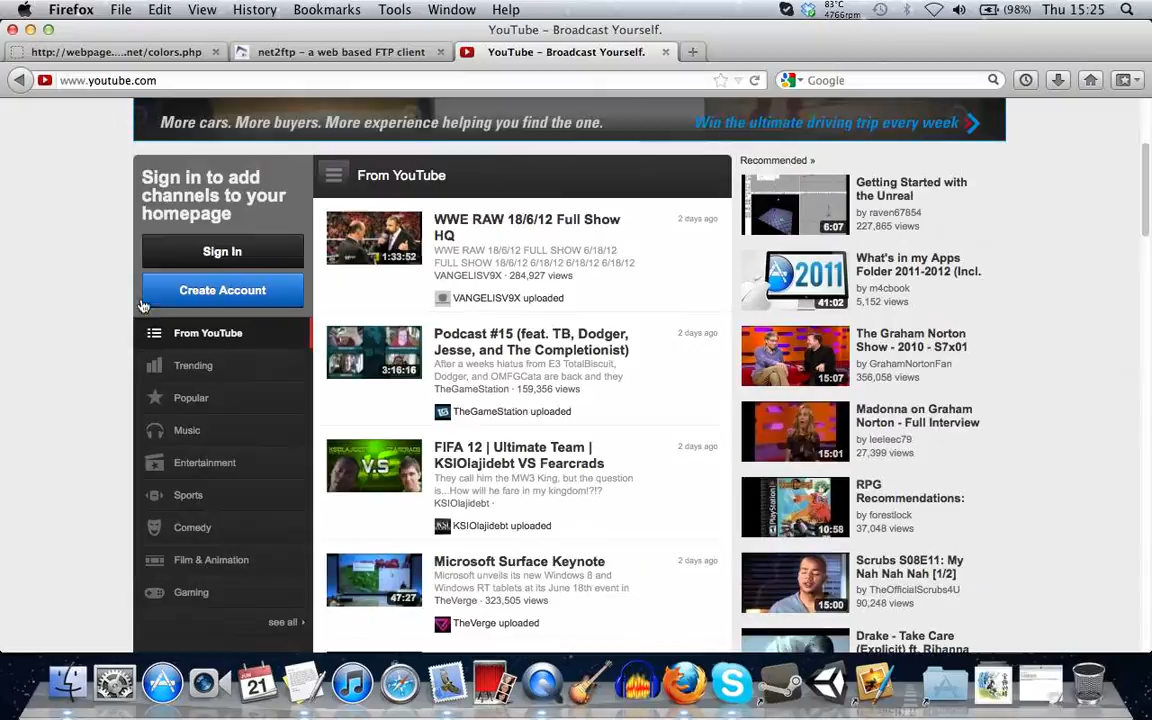 Firefox File Edit View History Bookmarks Tools Window Help 83°C 4766rpm (98%) Thu 15:25
YouTube – Broadcast Yourself.
http://webpage....net/colors.php net2ftp – a web based FTP client YouTube – Broadcast Yourself.
www.youtube.com Google
More cars. More buyers. More experience helping you find the one. Win the ultimate driving trip every week
Sign in to add
channels to your
homepage
Sign In
Create Account
From YouTube
Trending
Popular
Music
Entertainment
Sports
Comedy
Film & Animation
Gaming
see all
From YouTube
WWE RAW 18/6/12 Full Show
HQ
2 days ago
WWE RAW 18/6/12 FULL SHOW 6/18/12
FULL SHOW 6/18/12 6/18/12 6/18/12 6/18/12
VANGELISV9X · 284,927 views
1:33:52
VANGELISV9X uploaded
Podcast #15 (feat. TB, Dodger,
Jesse, and The Completionist)
2 days ago
After a weeks hiatus from E3 TotalBiscuit,
Dodger, and OMFGCata are back and they
TheGameStation · 159,356 views
3:16:16
TheGameStation uploaded
FIFA 12 | Ultimate Team |
KSIOlajidebt VS Fearcrads
2 days ago
They call him the MW3 King, but the question
is...How will he fare in my kingdom!?!?
KSIOlajidebt ·
V.S
KSIOlajidebt uploaded
Microsoft Surface Keynote
2 days ago
Microsoft unveils its new Windows 8 and
Windows RT tablets at its June 18th event in
TheVerge · 323,505 views
47:27
TheVerge uploaded
Recommended »
Getting Started with
the Unreal
by raven67854
227,865 views
6:07
What's in my Apps
Folder 2011-2012 (Incl.
by m4cbook
5,152 views
2011
41:02
The Graham Norton
Show - 2010 - S7x01
by GrahamNortonFan
356,058 views
15:07
Madonna on Graham
Norton - Full Interview
by leeleec79
27,399 views
15:01
RPG
Recommendations:
by forestlock
37,048 views
10:58
Scrubs S08E11: My
Nah Nah Nah [1/2]
by TheOfficialScrubs4U
90,248 views
15:00
Drake - Take Care
(Explicit) ft. Rihanna
JUN
21